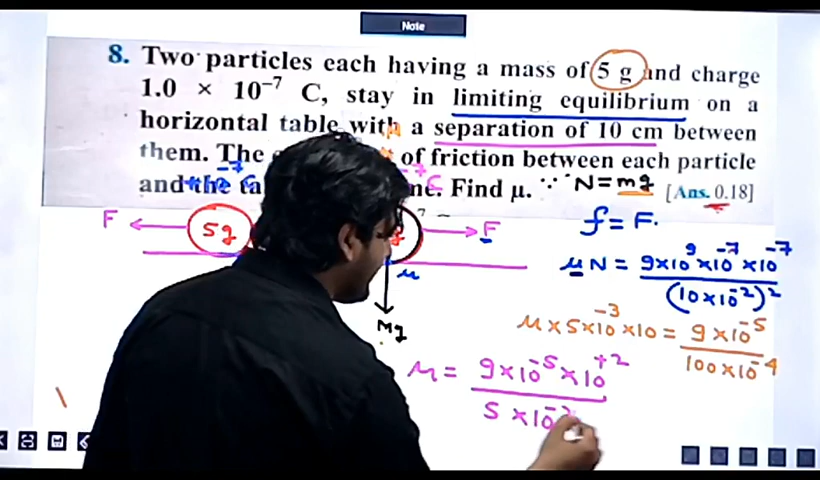 Note
8. Two particles each having a mass of 5 g and charge
1.0 × 10⁻⁷ C, stay in limiting equilibrium on a
horizontal table with a separation of 10 cm between
them. The of friction between each particle
and the Find μ. ∵ N = mg [Ans. 0.18]
F 5g F f = F.
μ
μN = 9×10⁹×10⁻⁷×10⁻⁷ / (10×10⁻²)²
Mg
μ×5×10⁻³×10 = 9×10⁻⁵ / 100×10⁻⁴
μ = 9×10⁻⁵×10⁺² / 5×10